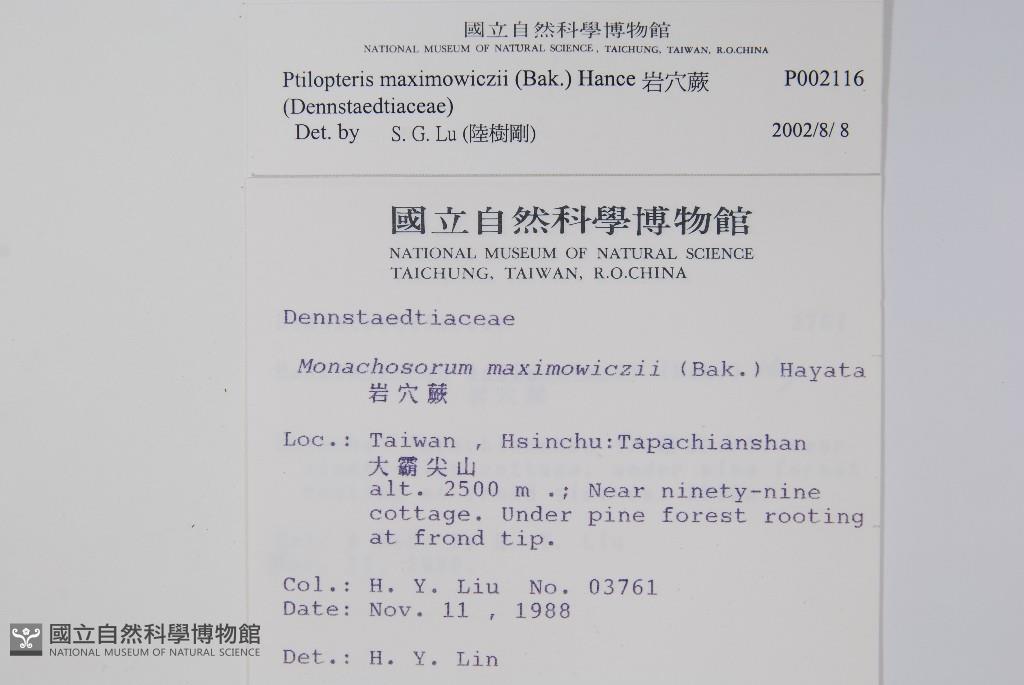 國立自然科學博物館
NATIONAL MUSEUM OF NATURAL SCIENCE, TAICHUNG, TAIWAN, R.O.CHINA
Ptilopteris maximowiczii (Bak.) Hance 岩穴蕨 P002116
(Dennstaedtiaceae)
Det. by S. G. Lu (陸樹剛) 2002/8/ 8
國立自然科學博物館
NATIONAL MUSEUM OF NATURAL SCIENCE
TAICHUNG, TAIWAN, R.O.CHINA
Dennstaedtiaceae
Monachosorum maximowiczii (Bak.) Hayata
岩穴蕨
Loc.: Taiwan , Hsinchu:Tapachianshan
大霸尖山
alt. 2500 m .; Near ninety-nine
cottage. Under pine forest rooting
at frond tip.
Col.: H. Y. Liu No. 03761
Date: Nov. 11 , 1988
Det.: H. Y. Lin
國立自然科學博物館
NATIONAL MUSEUM OF NATURAL SCIENCE